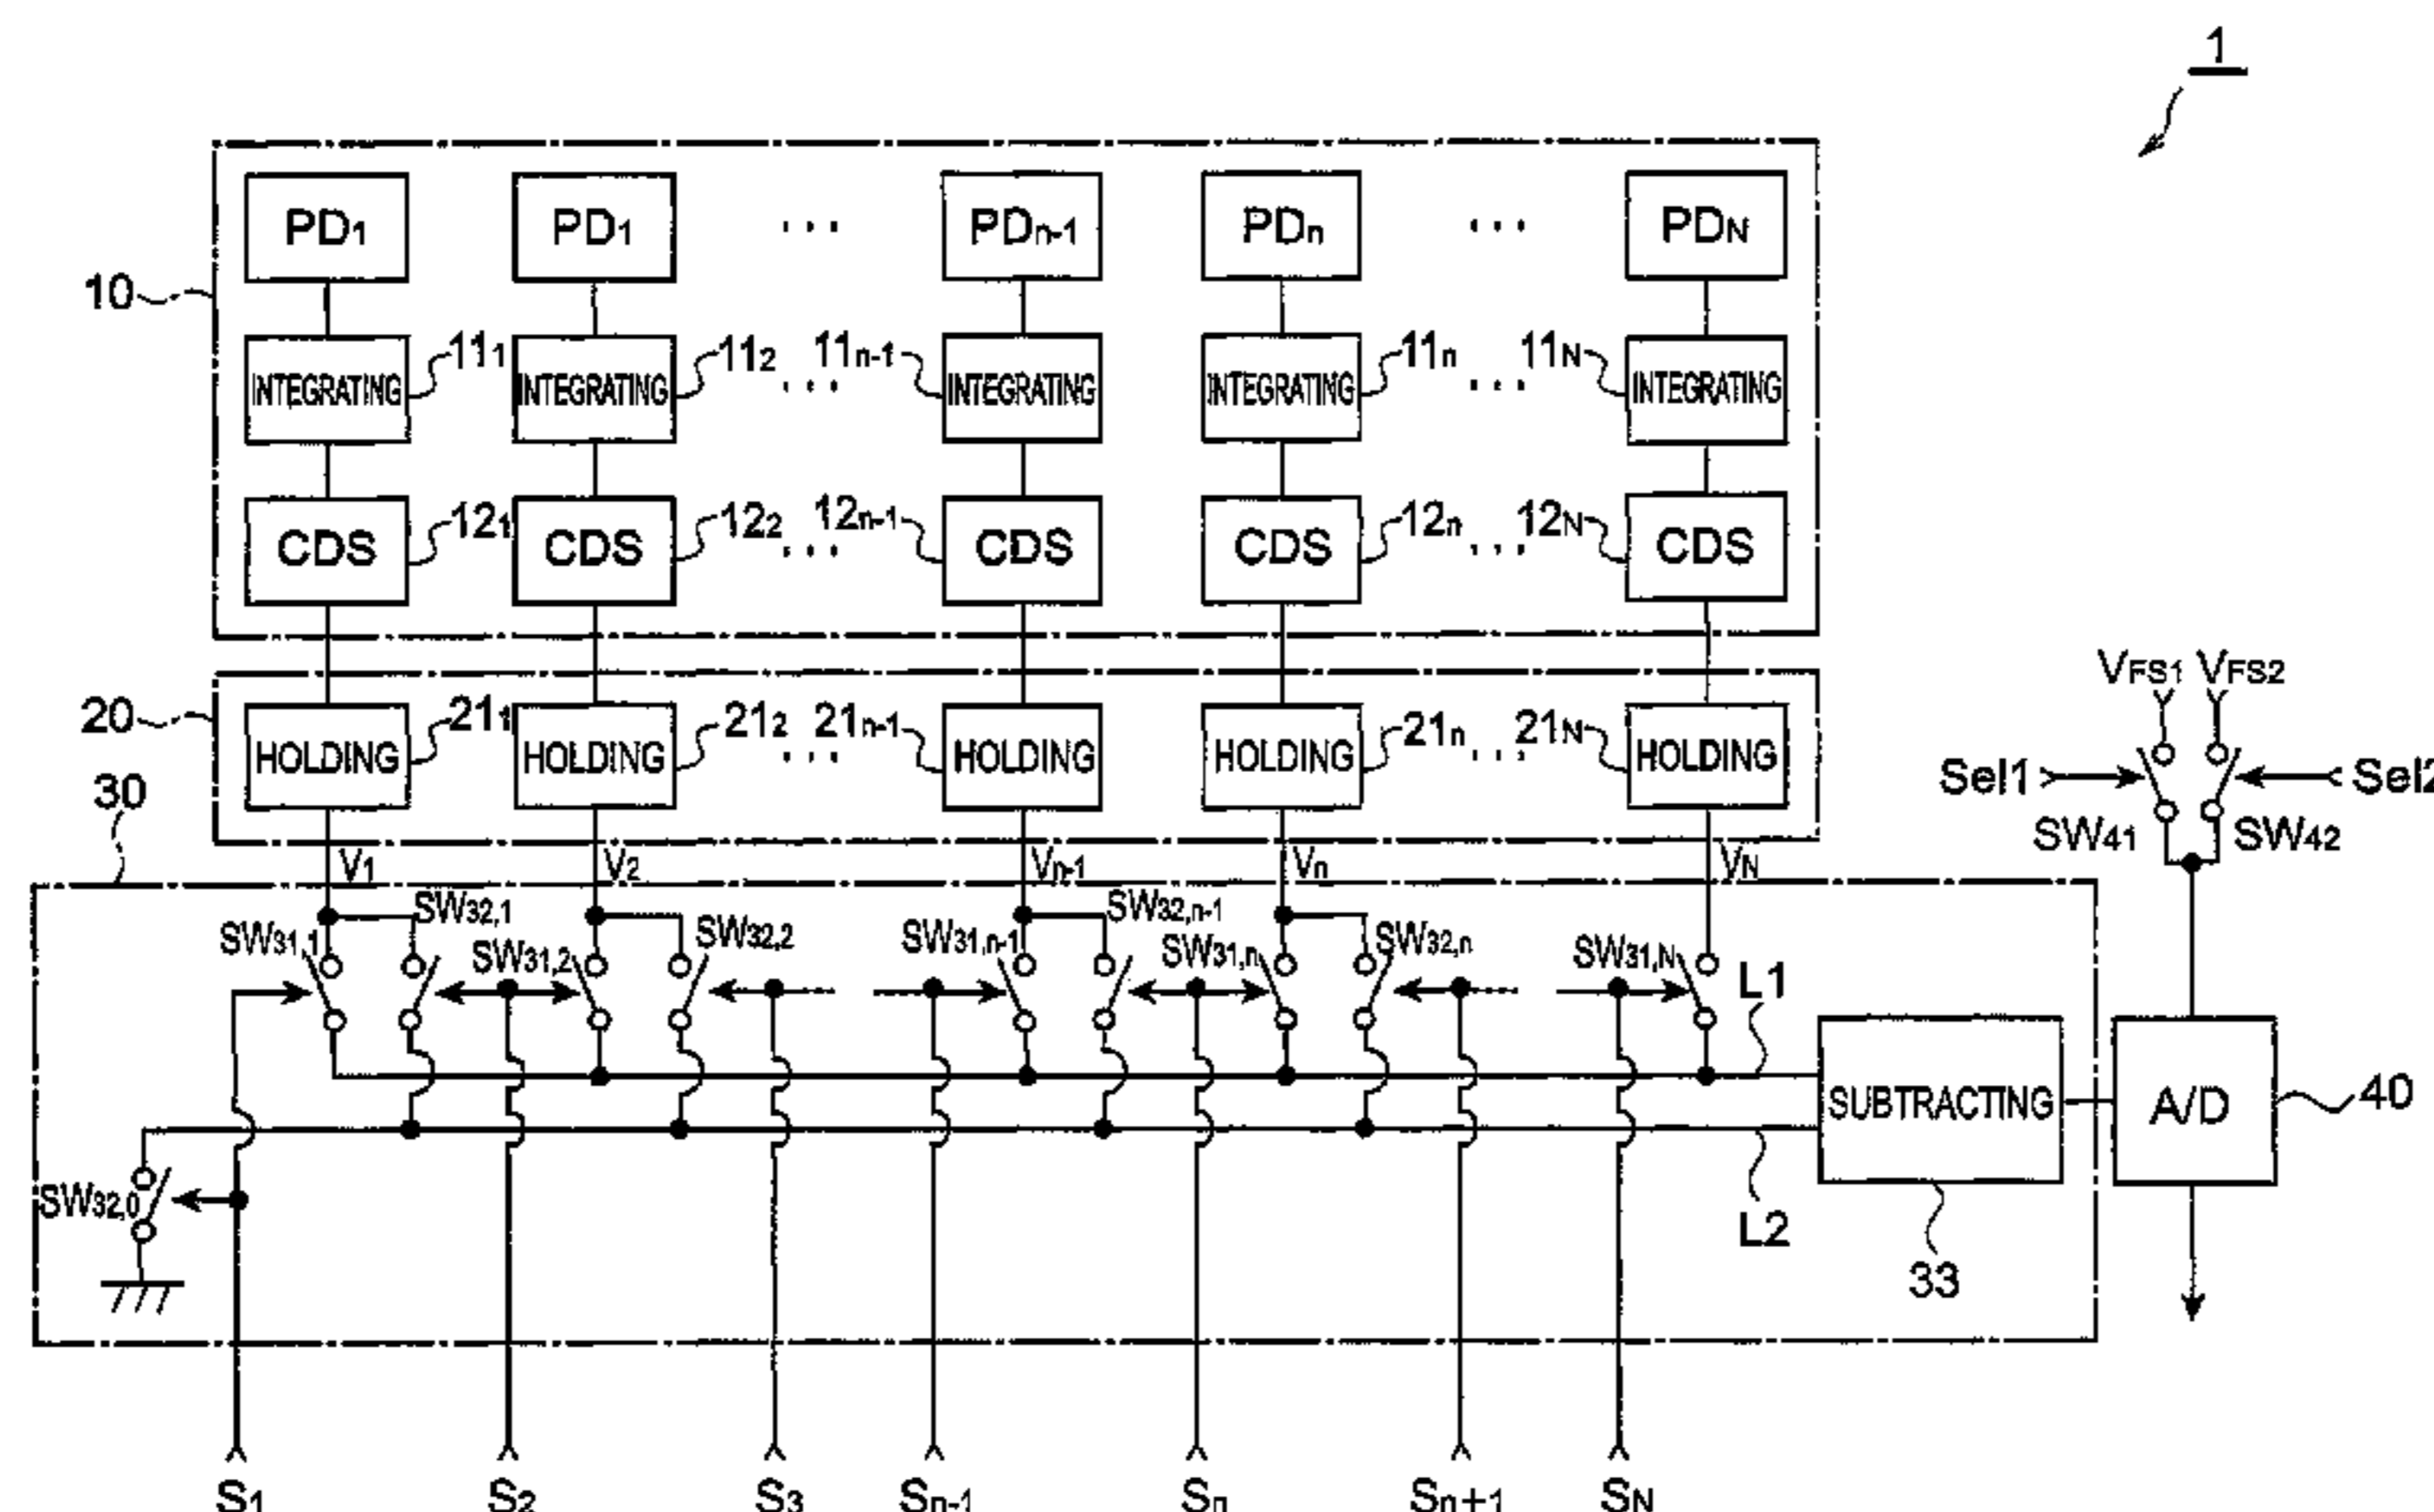 1
PD1 PD1 ... PDn-1 PDn ... PDN
10
INTEGRATING 111 INTEGRATING 112 ... 11n-1 INTEGRATING INTEGRATING 11n ... 11N INTEGRATING
CDS 121 CDS 122 ... 12n-1 CDS CDS 12n ... 12N CDS
VFS1 VFS2
20 HOLDING 211 HOLDING 212 ... 21n-1 HOLDING HOLDING 21n ... 21N HOLDING
Sel1 Sel2
30 SW41 SW42
V1 V2 Vn-1 Vn VN
SW31,1 SW32,1 SW31,2 SW32,2 SW31,n-1 SW32,n-1 SW31,n SW32,n SW31,N
L1
SUBTRACTING A/D 40
SW32,0 L2
33
S1 S2 S3 Sn-1 Sn Sn+1 SN